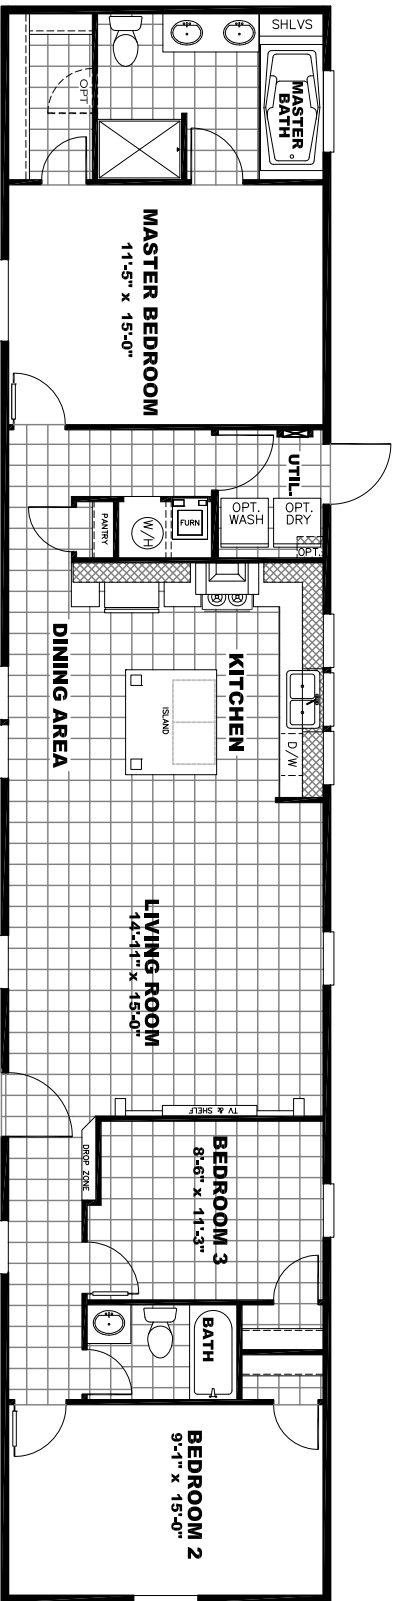 SHLVS
MASTER
BATH
OPT
MASTER BEDROOM
11'-5" x 15'-0"
UTIL.
OPT.
WASH
OPT.
DRY
OPT.
PANTRY
W/H
FURN
DINING AREA
KITCHEN
ISLAND
D/W
LIVING ROOM
14'-11" x 15'-0"
TV & SHELF
DROP ZONE
BEDROOM 3
8'-6" x 11'-3"
BATH
BEDROOM 2
9'-1" x 15'-0"